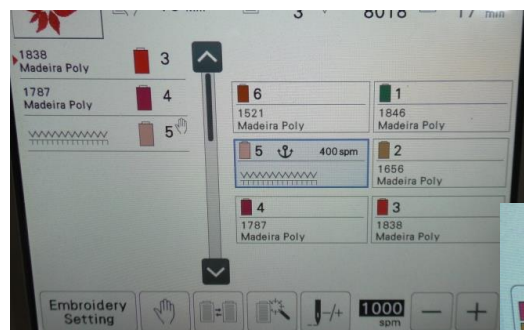 3 8018 17 min
1838 3
Madeira Poly
1787 4
Madeira Poly
5
6
1521
Madeira Poly
1
1846
Madeira Poly
5 400 spm
2
1656
Madeira Poly
4
1787
Madeira Poly
3
1838
Madeira Poly
Embroidery
Setting
-/+
1000
spm
− +